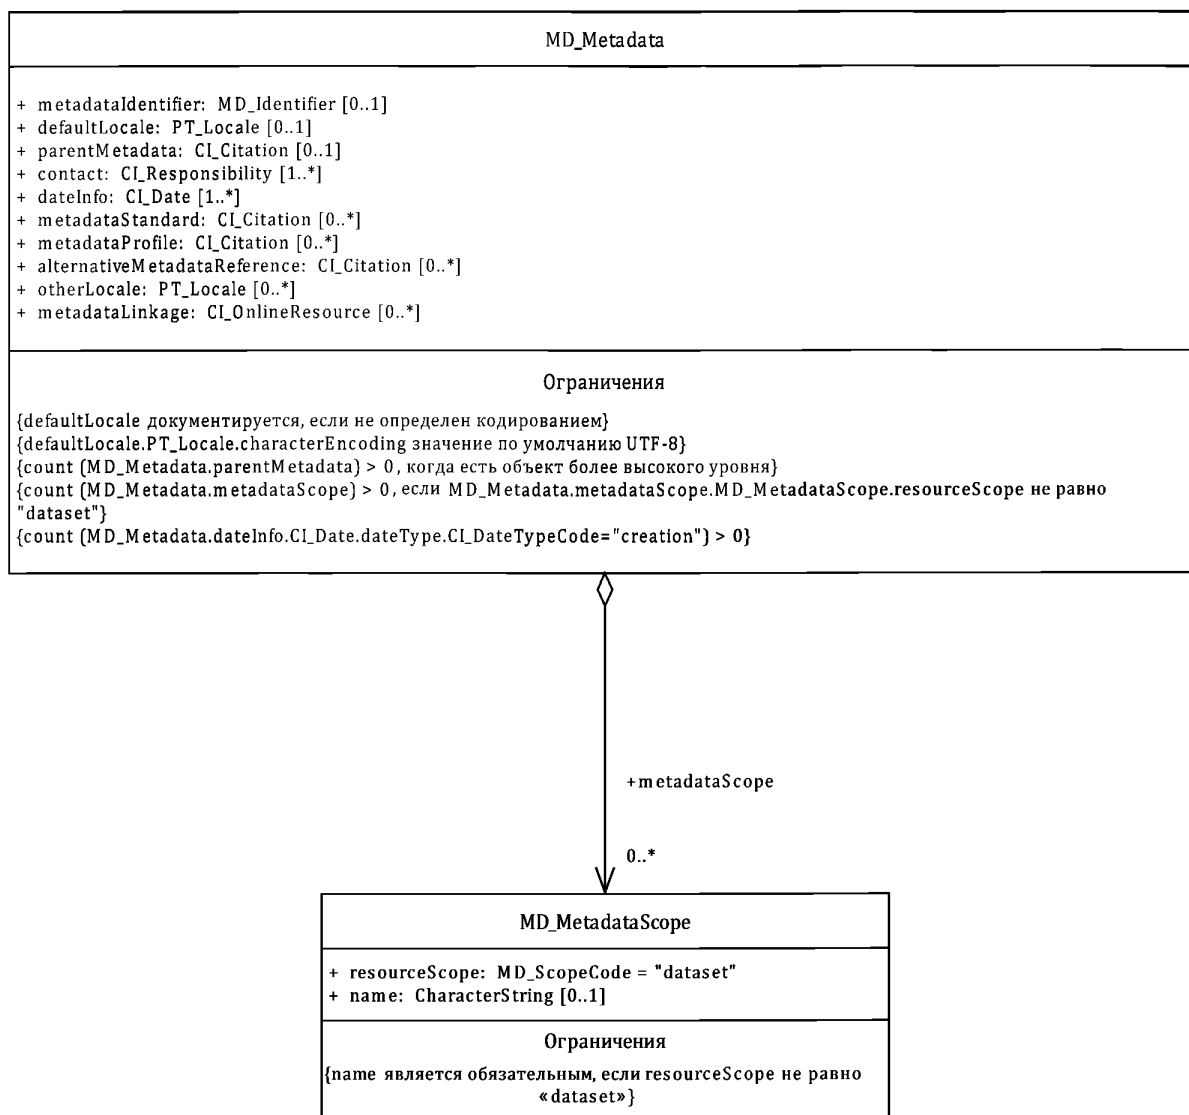 MD_Metadata
+ metadataIdentifier: MD_Identifier [0..1]
+ defaultLocale: PT_Locale [0..1]
+ parentMetadata: CI_Citation [0..1]
+ contact: CI_Responsibility [1..*]
+ dateInfo: CI_Date [1..*]
+ metadataStandard: CI_Citation [0..*]
+ metadataProfile: CI_Citation [0..*]
+ alternativeMetadataReference: CI_Citation [0..*]
+ otherLocale: PT_Locale [0..*]
+ metadataLinkage: CI_OnlineResource [0..*]
Ограничения
{defaultLocale документируется, если не определен кодированием}
{defaultLocale.PT_Locale.characterEncoding значение по умолчанию UTF-8}
{count (MD_Metadata.parentMetadata) > 0, когда есть объект более высокого уровня}
{count (MD_Metadata.metadataScope) > 0, если MD_Metadata.metadataScope.MD_MetadataScope.resourceScope не равно
"dataset"}
{count (MD_Metadata.dateInfo.CI_Date.dateType.CI_DateTypeCode="creation") > 0}
+metadataScope
0..*
MD_MetadataScope
+ resourceScope: MD_ScopeCode = "dataset"
+ name: CharacterString [0..1]
Ограничения
{name является обязательным, если resourceScope не равно
«dataset»}